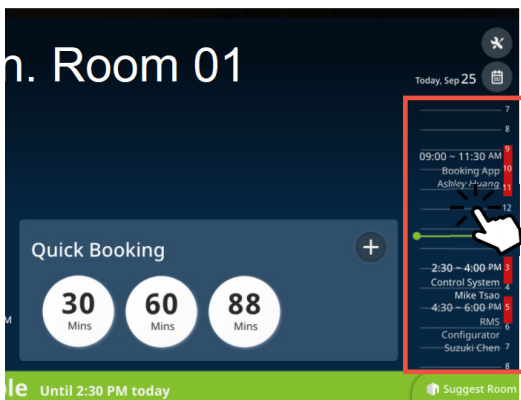 n. Room 01
Today, Sep 25
7
8
9
09:00 ~ 11:30 AM
Booking App
10
Ashley Huang
11
12
Quick Booking
+
30
Mins
60
Mins
88
Mins
2:30 ~ 4:00 PM
3
Control System
4
Mike Tsao
4:30 ~ 6:00 PM
5
RMS
6
Configurator
Suzuki Chen
7
8
M
le Until 2:30 PM today
Suggest Room